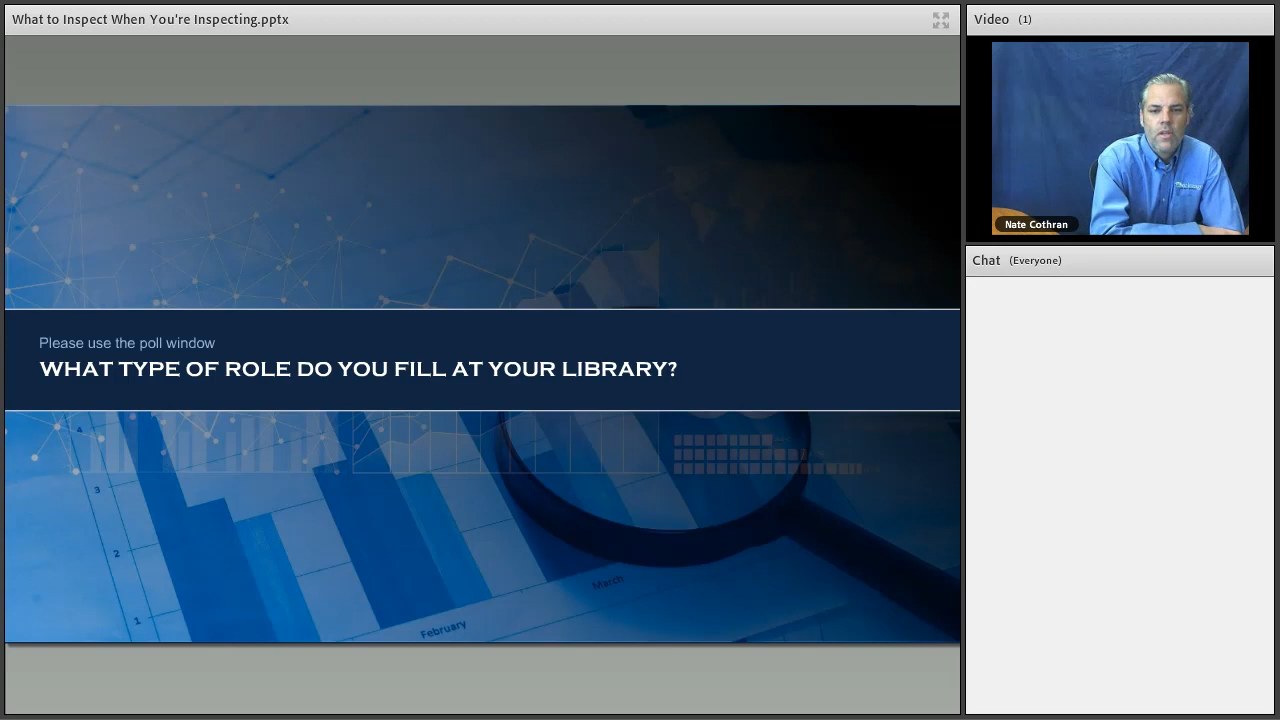 What to Inspect When You're Inspecting.pptx
Video (1)
Nate Cothran
Chat (Everyone)
Please use the poll window
WHAT TYPE OF ROLE DO YOU FILL AT YOUR LIBRARY?
4
3
2
1
February
March